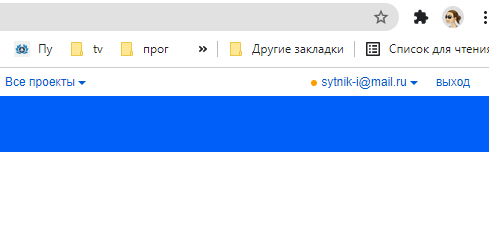 Пу tv прог » Другие закладки Список для чтения
Все проекты sytnik-i@mail.ru выход